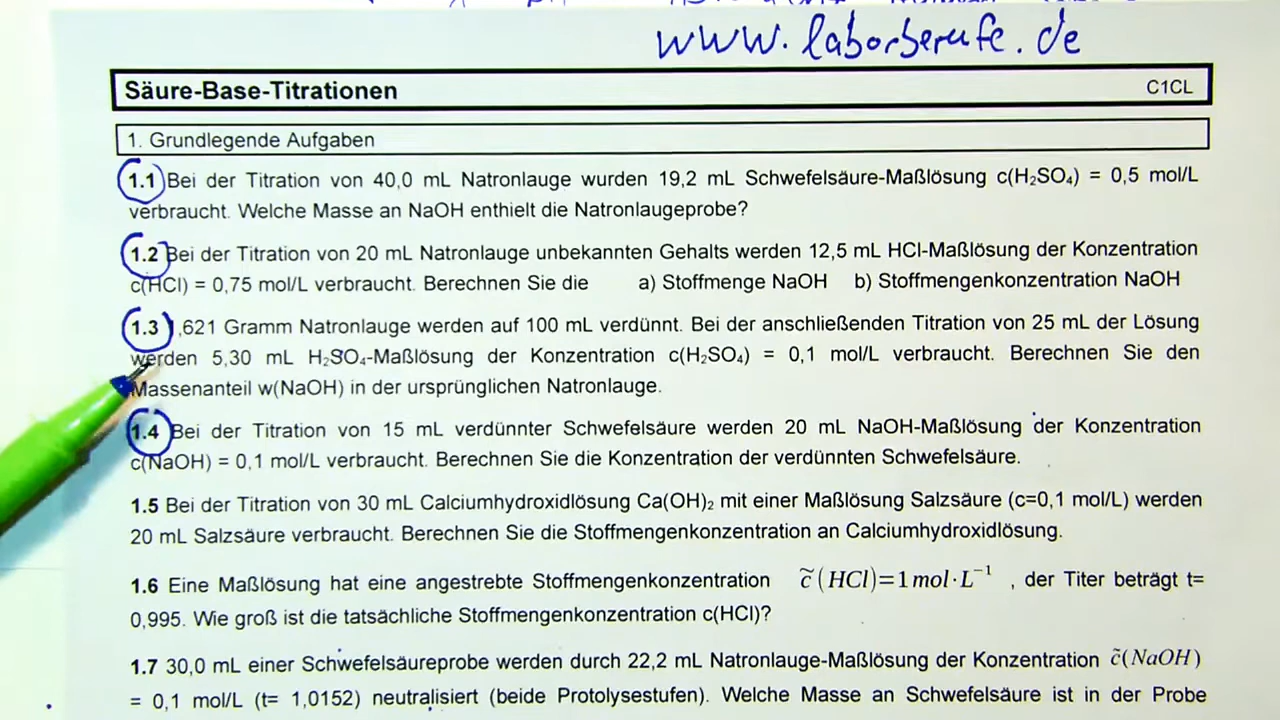 www.laborberufe.de
Säure-Base-Titrationen C1CL
1. Grundlegende Aufgaben
1.1 Bei der Titration von 40,0 mL Natronlauge wurden 19,2 mL Schwefelsäure-Maßlösung c(H₂SO₄) = 0,5 mol/L
verbraucht. Welche Masse an NaOH enthielt die Natronlaugeprobe?
1.2 Bei der Titration von 20 mL Natronlauge unbekannten Gehalts werden 12,5 mL HCl-Maßlösung der Konzentration
c(HCl) = 0,75 mol/L verbraucht. Berechnen Sie die a) Stoffmenge NaOH b) Stoffmengenkonzentration NaOH
1.3 ,621 Gramm Natronlauge werden auf 100 mL verdünnt. Bei der anschließenden Titration von 25 mL der Lösung
werden 5,30 mL H₂SO₄-Maßlösung der Konzentration c(H₂SO₄) = 0,1 mol/L verbraucht. Berechnen Sie den
Massenanteil w(NaOH) in der ursprünglichen Natronlauge.
1.4 Bei der Titration von 15 mL verdünnter Schwefelsäure werden 20 mL NaOH-Maßlösung der Konzentration
c(NaOH) = 0,1 mol/L verbraucht. Berechnen Sie die Konzentration der verdünnten Schwefelsäure.
1.5 Bei der Titration von 30 mL Calciumhydroxidlösung Ca(OH)₂ mit einer Maßlösung Salzsäure (c=0,1 mol/L) werden
20 mL Salzsäure verbraucht. Berechnen Sie die Stoffmengenkonzentration an Calciumhydroxidlösung.
1.6 Eine Maßlösung hat eine angestrebte Stoffmengenkonzentration c̃(HCl)=1mol·L⁻¹ , der Titer beträgt t=
0,995. Wie groß ist die tatsächliche Stoffmengenkonzentration c(HCl)?
1.7 30,0 mL einer Schwefelsäureprobe werden durch 22,2 mL Natronlauge-Maßlösung der Konzentration c̃(NaOH)
= 0,1 mol/L (t= 1,0152) neutralisiert (beide Protolysestufen). Welche Masse an Schwefelsäure ist in der Probe